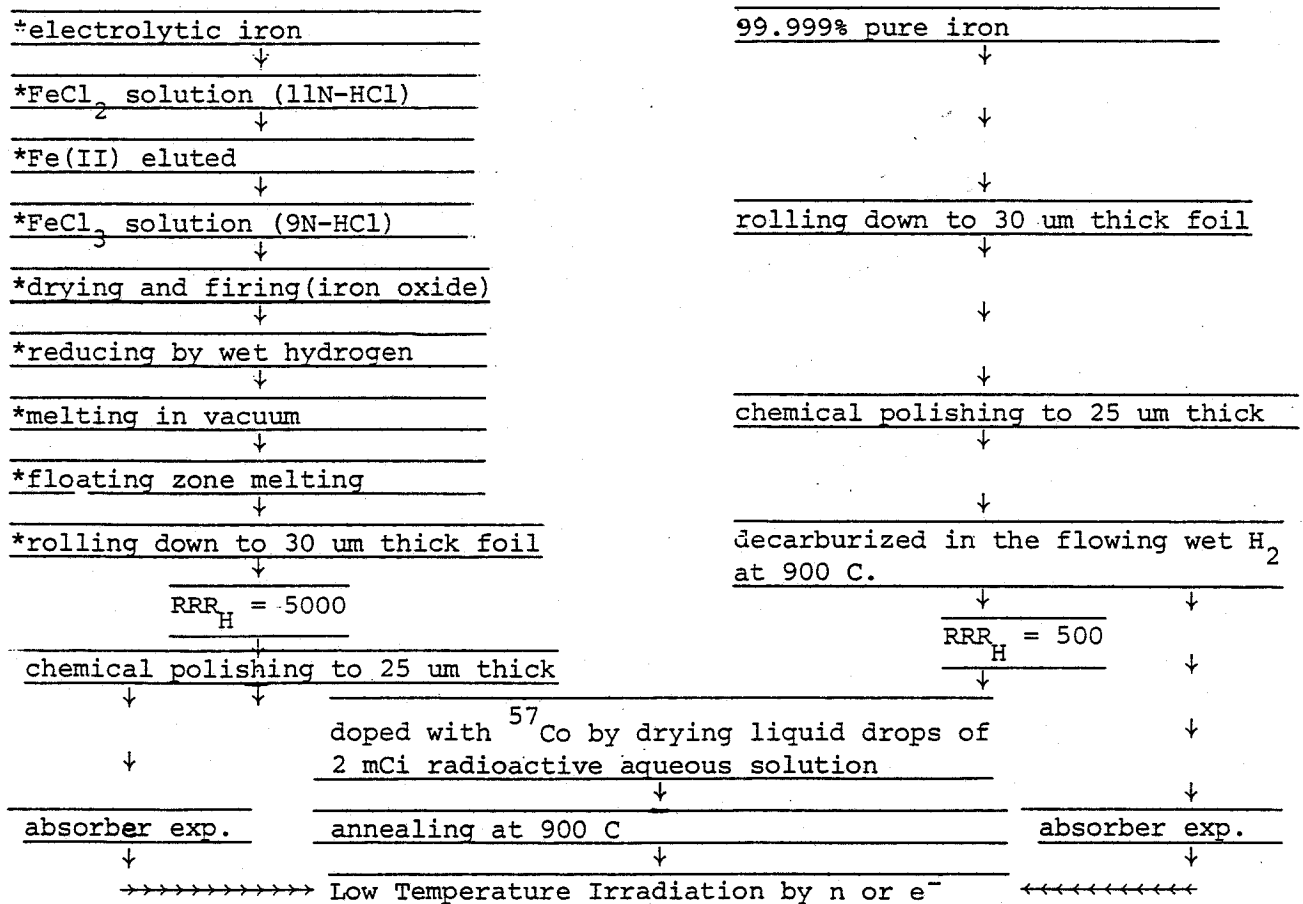 *electrolytic iron
↓
*FeCl2 solution (11N-HCl)
↓
*Fe(II) eluted
↓
*FeCl3 solution (9N-HCl)
↓
*drying and firing(iron oxide)
↓
*reducing by wet hydrogen
↓
*melting in vacuum
↓
*floating zone melting
↓
*rolling down to 30 um thick foil
↓
RRRH = 5000
↓
chemical polishing to 25 um thick
↓ ↓
↓
absorber exp.
↓
99.999% pure iron
↓
↓
↓
rolling down to 30 um thick foil
↓
↓
↓
chemical polishing to 25 um thick
↓
↓
decarburized in the flowing wet H2
at 900 C.
↓ ↓
RRRH = 500
↓ ↓
doped with 57Co by drying liquid drops of
2 mCi radioactive aqueous solution
↓
annealing at 900 C
↓
↓
↓
absorber exp.
↓
→→→→→→→→→→→→ Low Temperature Irradiation by n or e- ←←←←←←←←←←←